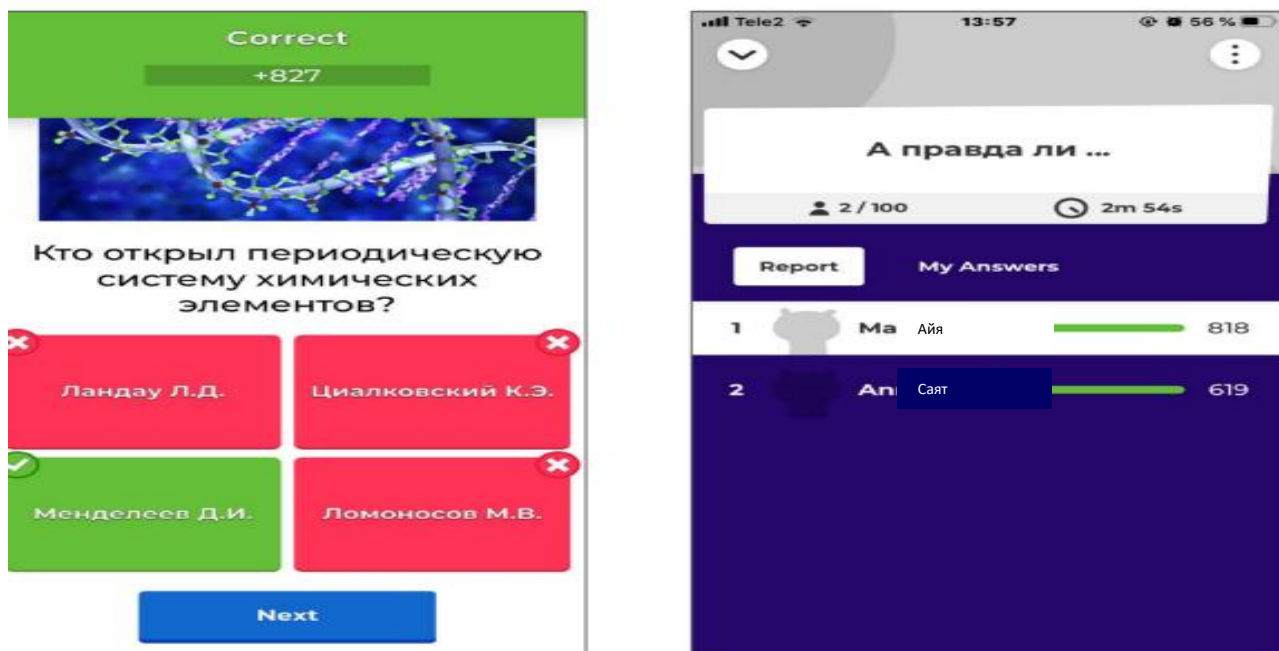 Correct
+827
Кто открыл периодическую
систему химических
элементов?
Ландау Л.Д.
Циалковский К.Э.
Менделеев Д.И.
Ломоносов М.В.
Next
Tele2
13:57
56 %
А правда ли ...
2 / 100
2m 54s
Report
My Answers
1 Ма Айя 818
2 An Саят 619